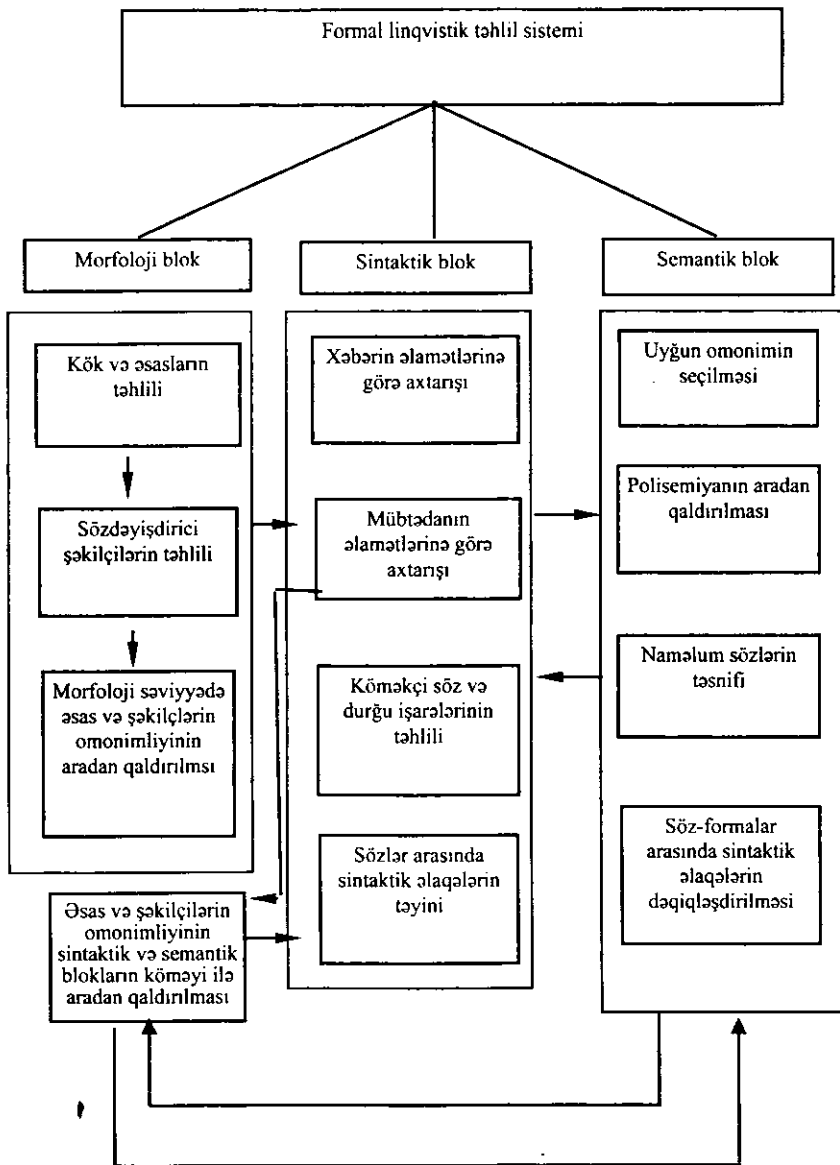 Formal linqvistik təhlil sistemi
Morfoloji blok
Sintaktik blok
Semantik blok
Kök və əsasların
təhlili
Sözdəyişdirici
şəkilçilərin təhlili
Morfoloji səviyyədə
əsas və şəkilçlərin
omonimliyinin
aradan qaldırılmsı
Əsas və şəkilçilərin
omonimliyinin
sintaktik və semantik
blokların köməyi ilə
aradan qaldırılması
Xəbərin əlamətlərinə
görə axtarışı
Mübtədanın
əlamətlərinə görə
axtarışı
Köməkçi söz və
durğu işarələrinin
təhlili
Sözlər arasında
sintaktik əlaqələrin
təyini
Uyğun omonimin
seçilməsi
Polisemiyanın aradan
qaldırılması
Naməlum sözlərin
təsnifi
Söz-formalar
arasında sintaktik
əlaqələrin
dəqiqləşdirilməsi